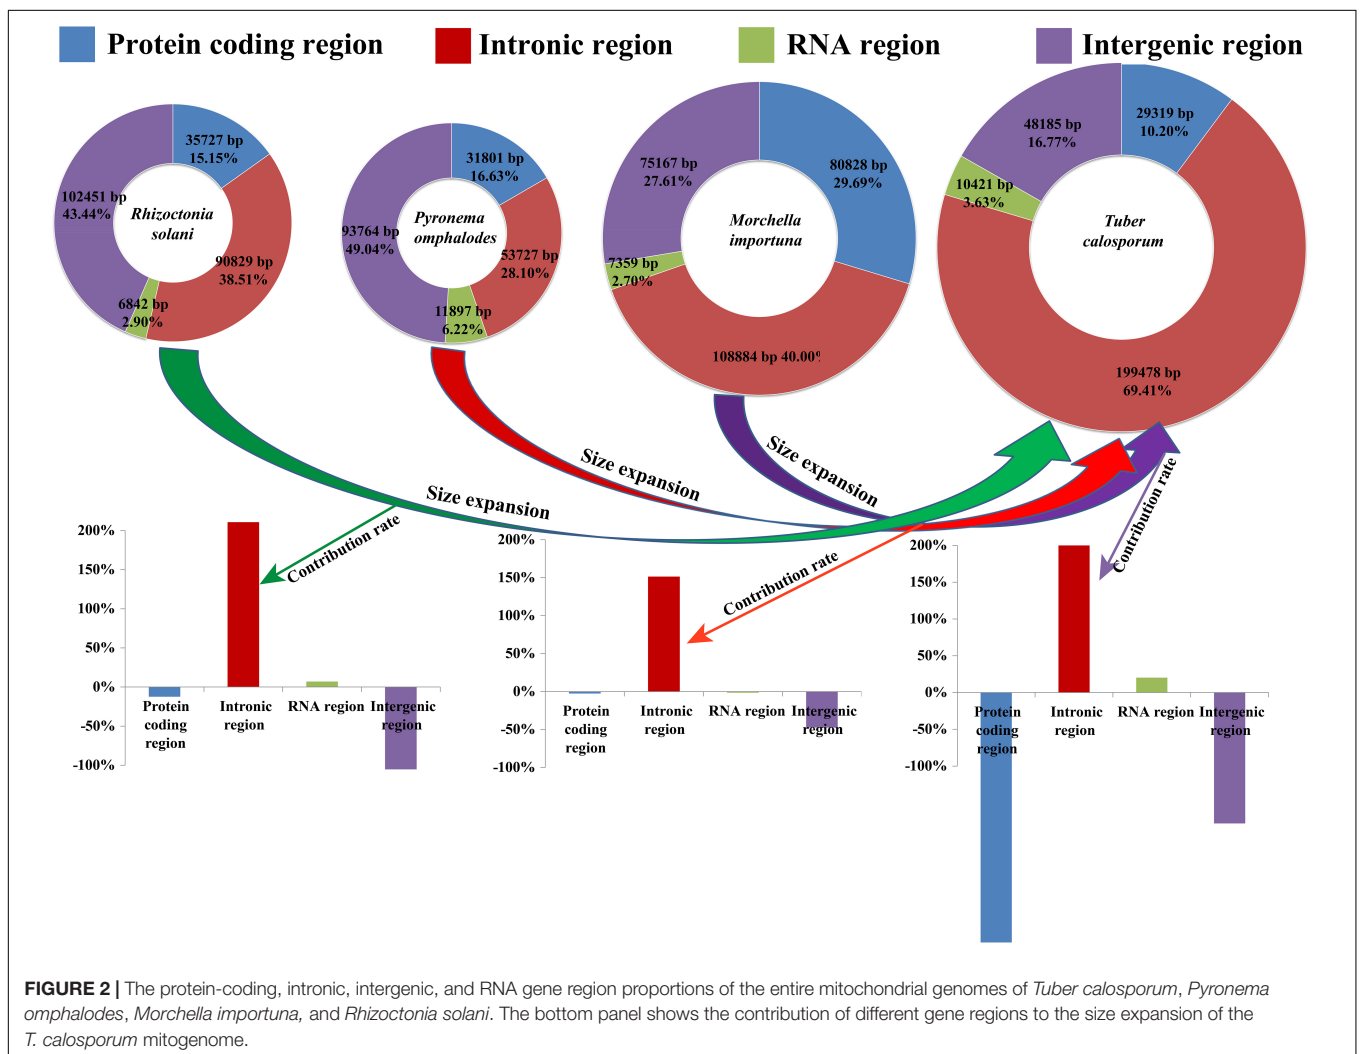 Protein coding region
Intronic region
RNA region
Intergenic region
35727 bp
15.15%
102451 bp
43.44%
Rhizoctonia
solani
90829 bp
38.51%
6842 bp
2.90%
31801 bp
16.63%
93764 bp
49.04%
Pyronema
omphalodes
53727 bp
28.10%
11897 bp
6.22%
75167 bp
27.61%
80828 bp
29.69%
Morchella
importuna
7359 bp
2.70%
108884 bp 40.00%
48185 bp
16.77%
29319 bp
10.20%
10421 bp
3.63%
Tuber
calosporum
199478 bp
69.41%
Size expansion
Size expansion
Size expansion
Contribution rate
Contribution rate
Contribution rate
200%
150%
100%
50%
0%
-50%
-100%
Protein
coding
region
Intronic
region
RNA region
Intergenic
region
200%
150%
100%
50%
0%
-50%
-100%
Protein
coding
region
Intronic
region
RNA region
Intergenic
region
200%
150%
100%
50%
0%
-50%
-100%
Protein
coding
region
Intronic
region
RNA region
Intergenic
region
FIGURE 2 | The protein-coding, intronic, intergenic, and RNA gene region proportions of the entire mitochondrial genomes of Tuber calosporum, Pyronema
omphalodes, Morchella importuna, and Rhizoctonia solani. The bottom panel shows the contribution of different gene regions to the size expansion of the
T. calosporum mitogenome.